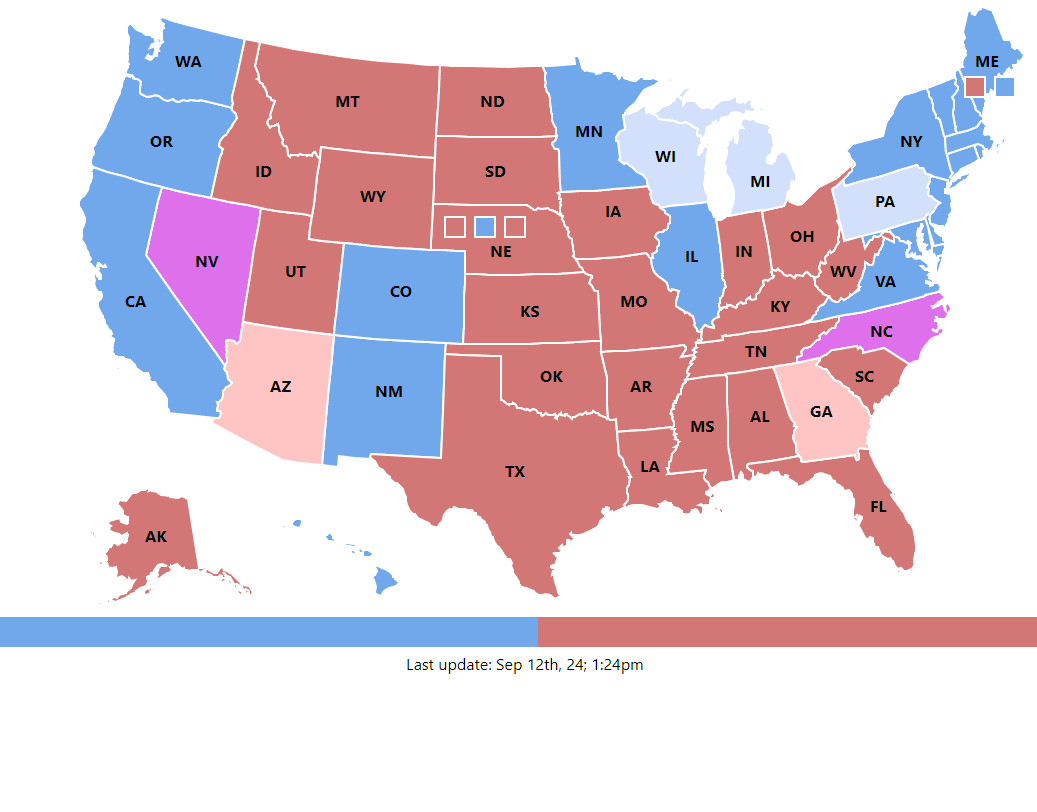 WA
ME
MT
ND
MN
OR
NY
WI
ID
SD
MI
WY
PA
IA
OH
NE
IN
IL
NV
UT
WV
VA
CO
CA
MO
KY
KS
NC
TN
OK
SC
AZ
AR
NM
GA
AL
MS
LA
TX
FL
AK
Last update: Sep 12th, 24; 1:24pm